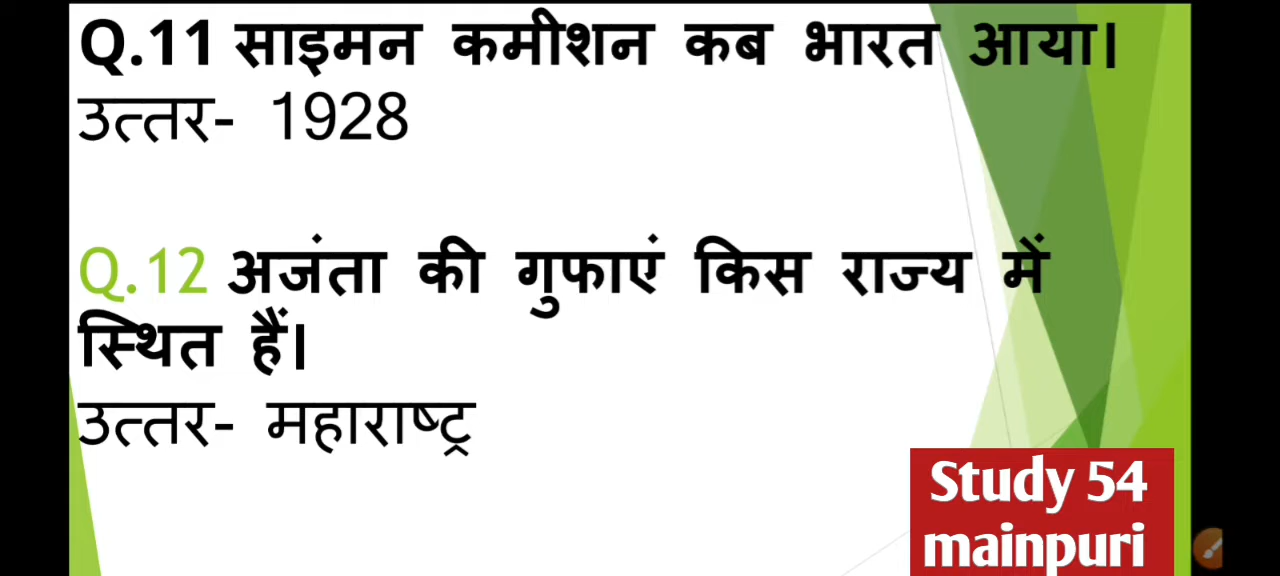 Q.11 साइमन कमीशन कब भारत आया।
उत्तर- 1928
Q.12 अजंता की गुफाएं किस राज्य में
स्थित हैं।
उत्तर- महाराष्ट्र
Study 54
mainpuri